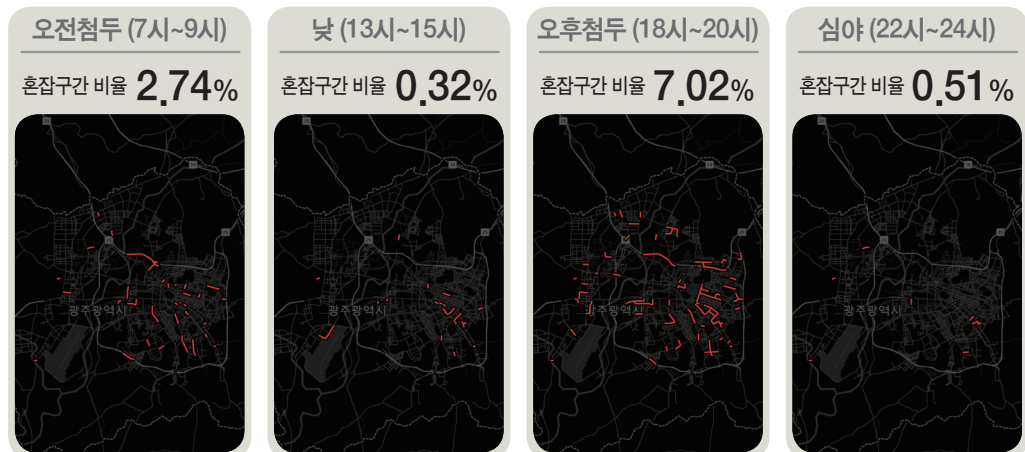 오전첨두 (7시~9시)
혼잡구간 비율 2.74%
광주광역시
낮 (13시~15시)
혼잡구간 비율 0.32%
광주광역시
오후첨두 (18시~20시)
혼잡구간 비율 7.02%
광주광역시
심야 (22시~24시)
혼잡구간 비율 0.51%
광주광역시